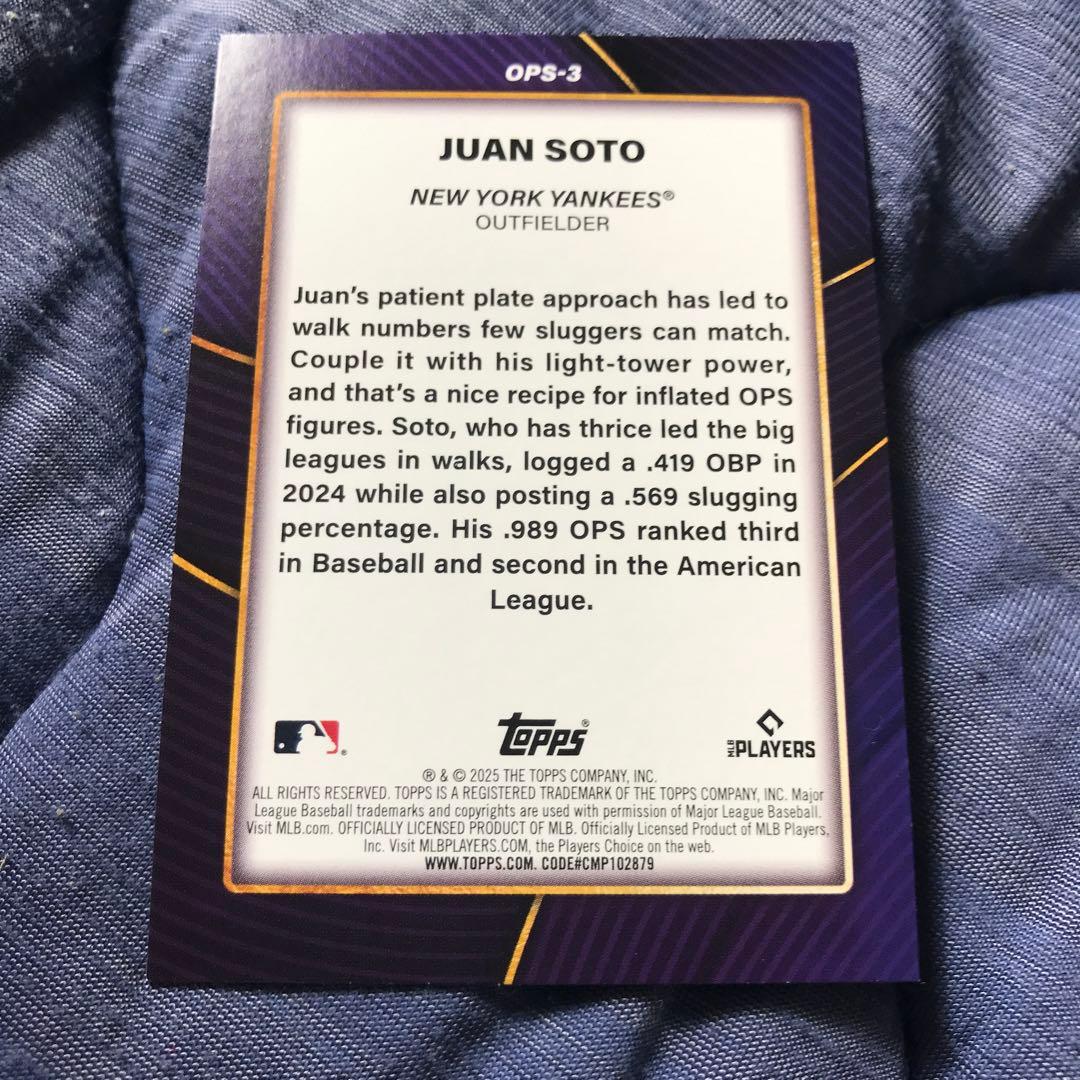 OPS-3
JUAN SOTO
NEW YORK YANKEES®
OUTFIELDER
Juan's patient plate approach has led to
walk numbers few sluggers can match.
Couple it with his light-tower power,
and that's a nice recipe for inflated OPS
figures. Soto, who has thrice led the big
leagues in walks, logged a .419 OBP in
2024 while also posting a .569 slugging
percentage. His .989 OPS ranked third
in Baseball and second in the American
League.
®
Topps®
MLB PLAYERS
® & © 2025 THE TOPPS COMPANY, INC.
ALL RIGHTS RESERVED. TOPPS IS A REGISTERED TRADEMARK OF THE TOPPS COMPANY, INC. Major
League Baseball trademarks and copyrights are used with permission of Major League Baseball.
Visit MLB.com. OFFICIALLY LICENSED PRODUCT OF MLB. Officially Licensed Product of MLB Players,
Inc. Visit MLBPLAYERS.COM, the Players Choice on the web.
WWW.TOPPS.COM. CODE#CMP102879